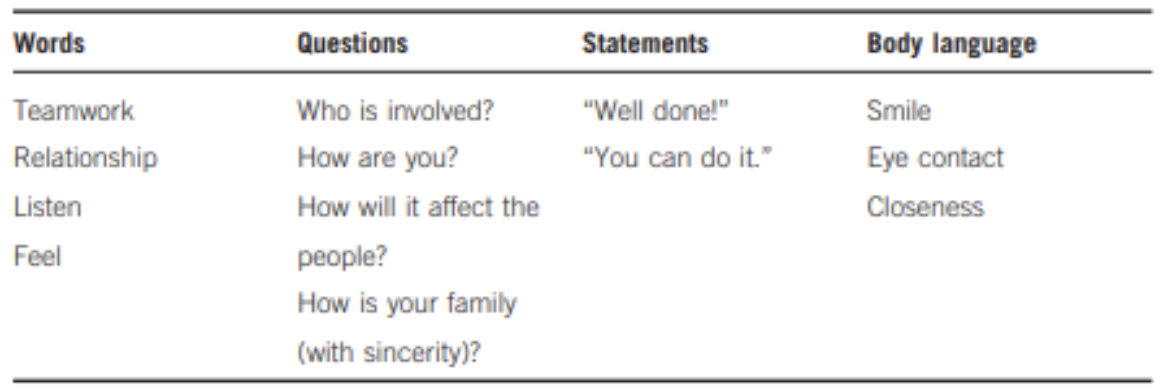 Words Questions Statements Body language
Teamwork Who is involved? “Well done!” Smile
Relationship How are you? “You can do it.” Eye contact
Listen How will it affect the Closeness
Feel people?
How is your family
(with sincerity)?